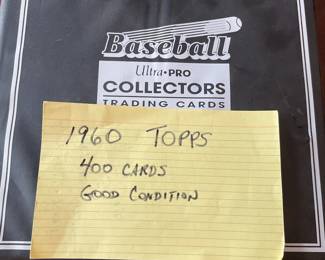 Baseball
Ultra•PRO
COLLECTORS
TRADING CARDS
1960 TOPPS
400 CARDS
GOOD CONDITION